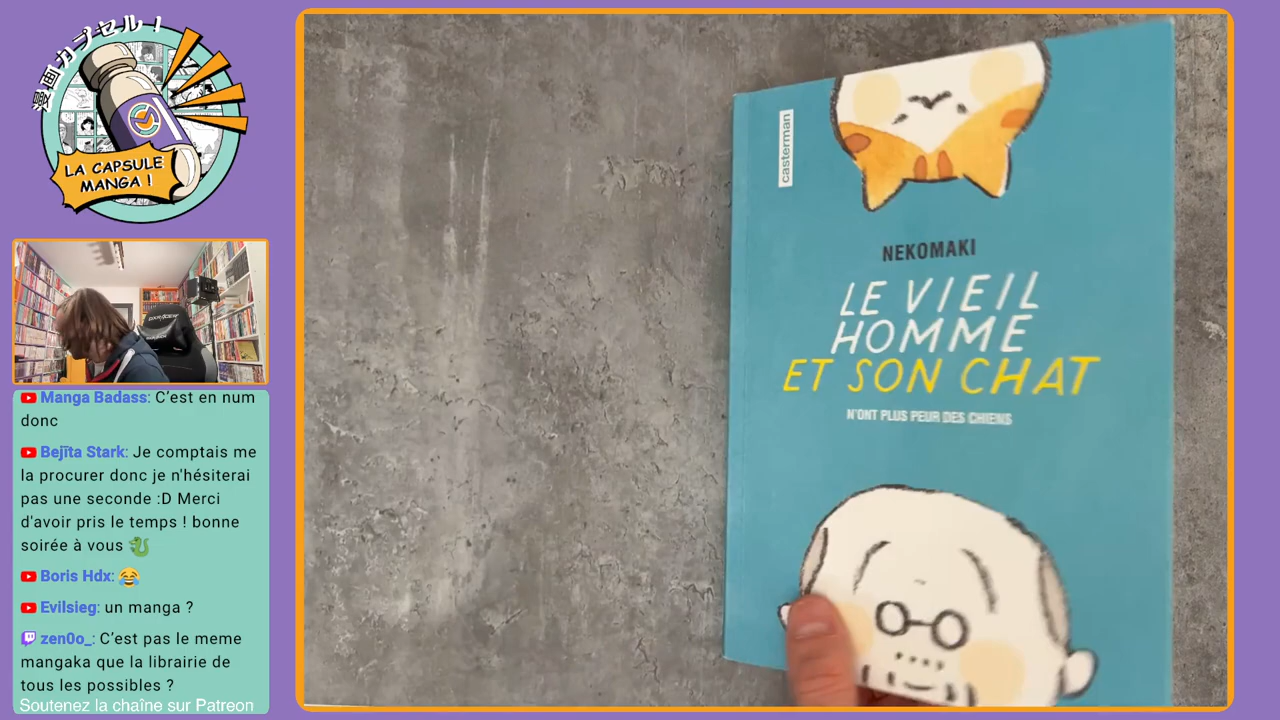 漫画カプセル！
LA CAPSULE
MANGA !
Manga Badass: C'est en num
donc
Bejïta Stark: Je comptais me
la procurer donc je n'hésiterai
pas une seconde :D Merci
d'avoir pris le temps ! bonne
soirée à vous 🐉
Boris Hdx: 😂
Evilsieg: un manga ?
zen0o_: C'est pas le meme
mangaka que la librairie de
tous les possibles ?
Soutenez la chaîne sur Patreon
casterman
NEKOMAKI
LE VIEIL
HOMME
ET SON CHAT
N'ONT PLUS PEUR DES CHIENS